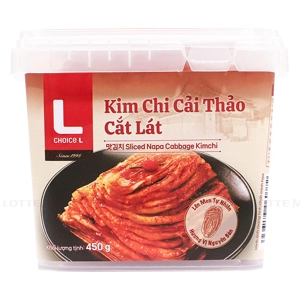 L
CHOICE L
Since 1998
Kim Chi Cải Thảo
Cắt Lát
맛김치 Sliced Napa Cabbage Kimchi
Lên Men Tự Nhiên
Hương Vị Nguyên Bản
Khối lượng tịnh: 450 g
LOTTE